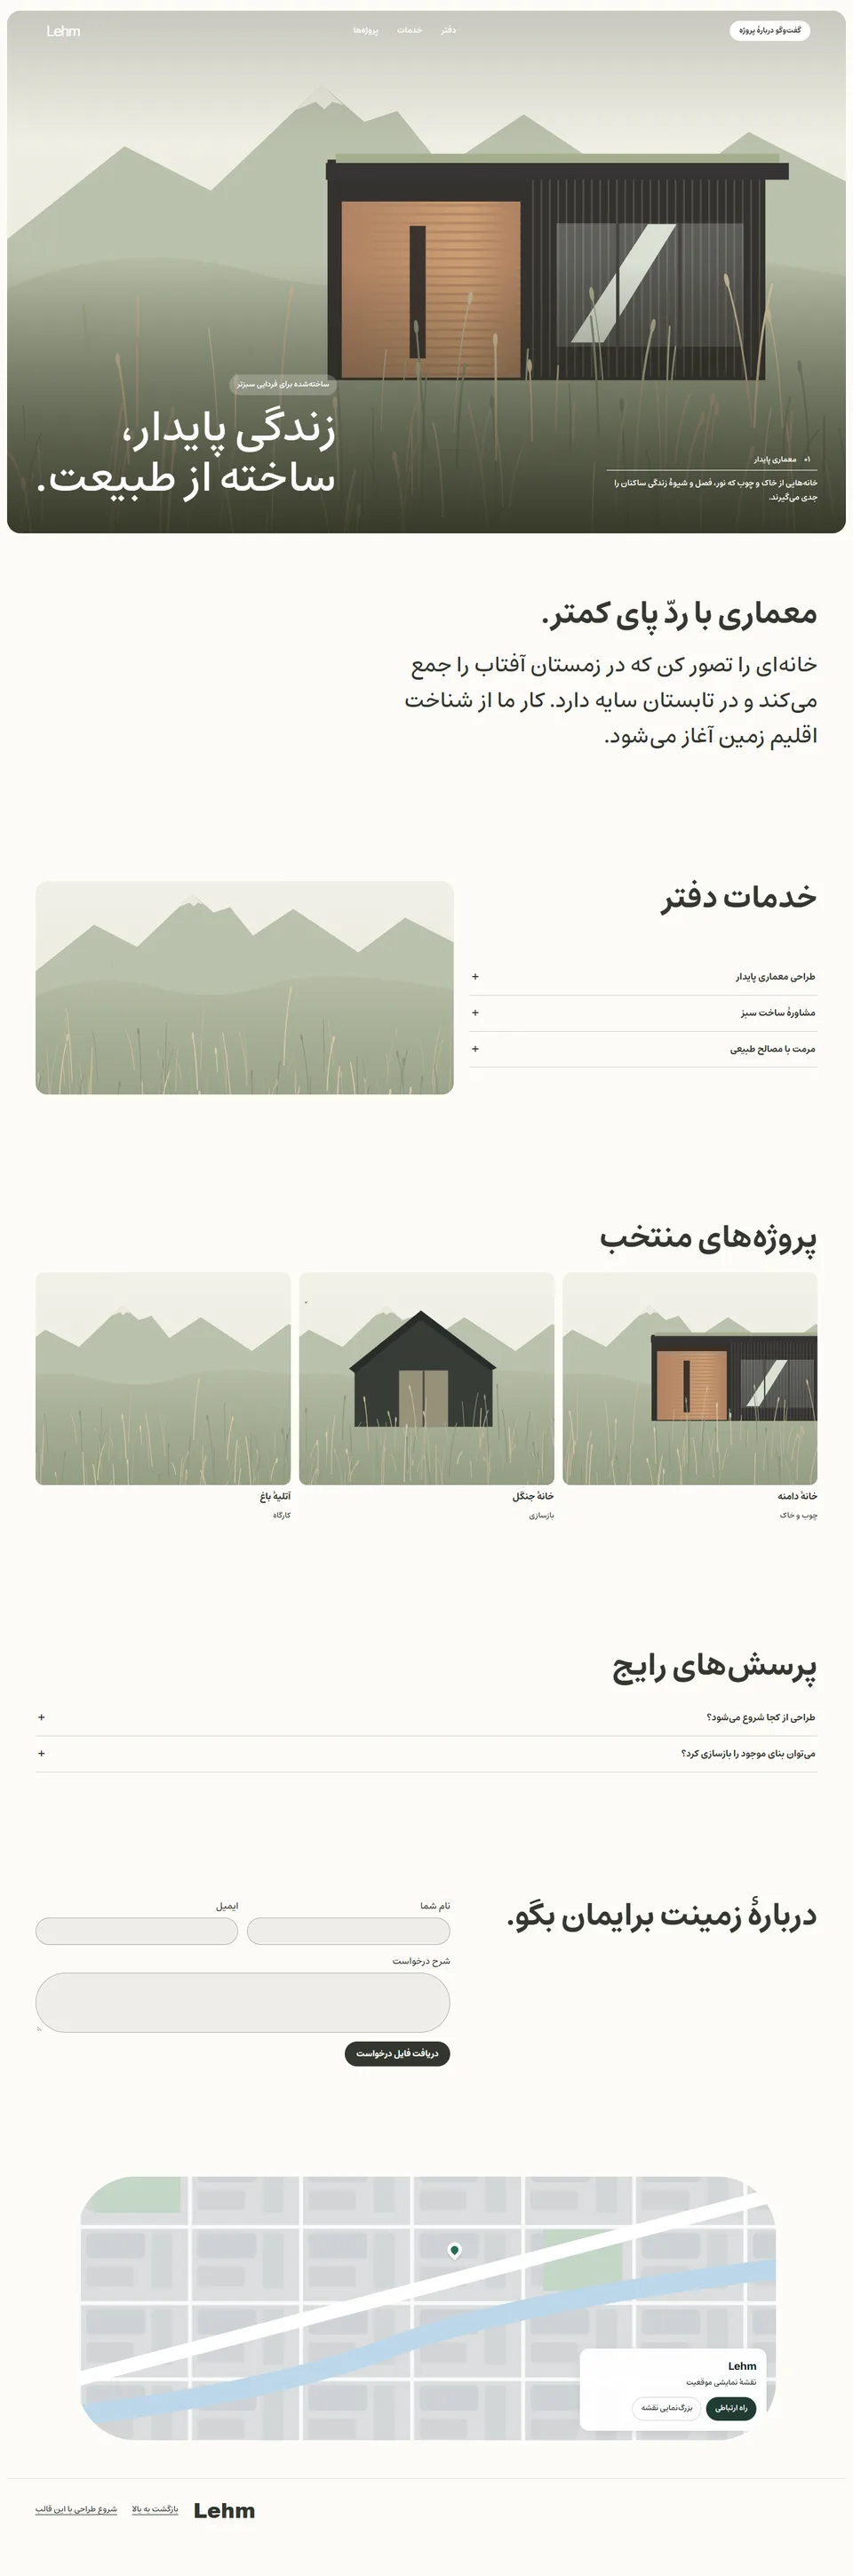 گفت‌وگو دربارهٔ پروژه
دفتر
خدمات
پروژه‌ها
Lehm
ساخته‌شده برای فردایی سبزتر
زندگی پایدار،
ساخته از طبیعت.
۰۱ معماری پایدار
خانه‌هایی از خاک و چوب که نور، فصل و شیوهٔ زندگی ساکنان را
جدی می‌گیرند.
معماری با ردّ پای کمتر.
خانه‌ای را تصور کن که در زمستان آفتاب را جمع
می‌کند و در تابستان سایه دارد. کار ما از شناخت
اقلیم زمین آغاز می‌شود.
خدمات دفتر
طراحی معماری پایدار +
مشاورهٔ ساخت سبز +
مرمت با مصالح طبیعی +
پروژه‌های منتخب
خانهٔ دامنه
چوب و خاک
خانهٔ جنگل
بازسازی
آتلیهٔ باغ
کارگاه
پرسش‌های رایج
طراحی از کجا شروع می‌شود؟ +
می‌توان بنای موجود را بازسازی کرد؟ +
دربارهٔ زمینت برایمان بگو.
نام شما
ایمیل
شرح درخواست
دریافت فایل درخواست
Lehm
نقشهٔ نمایشی موقعیت
راه ارتباطی
بزرگ‌نمایی نقشه
Lehm
بازگشت به بالا
شروع طراحی با این قالب